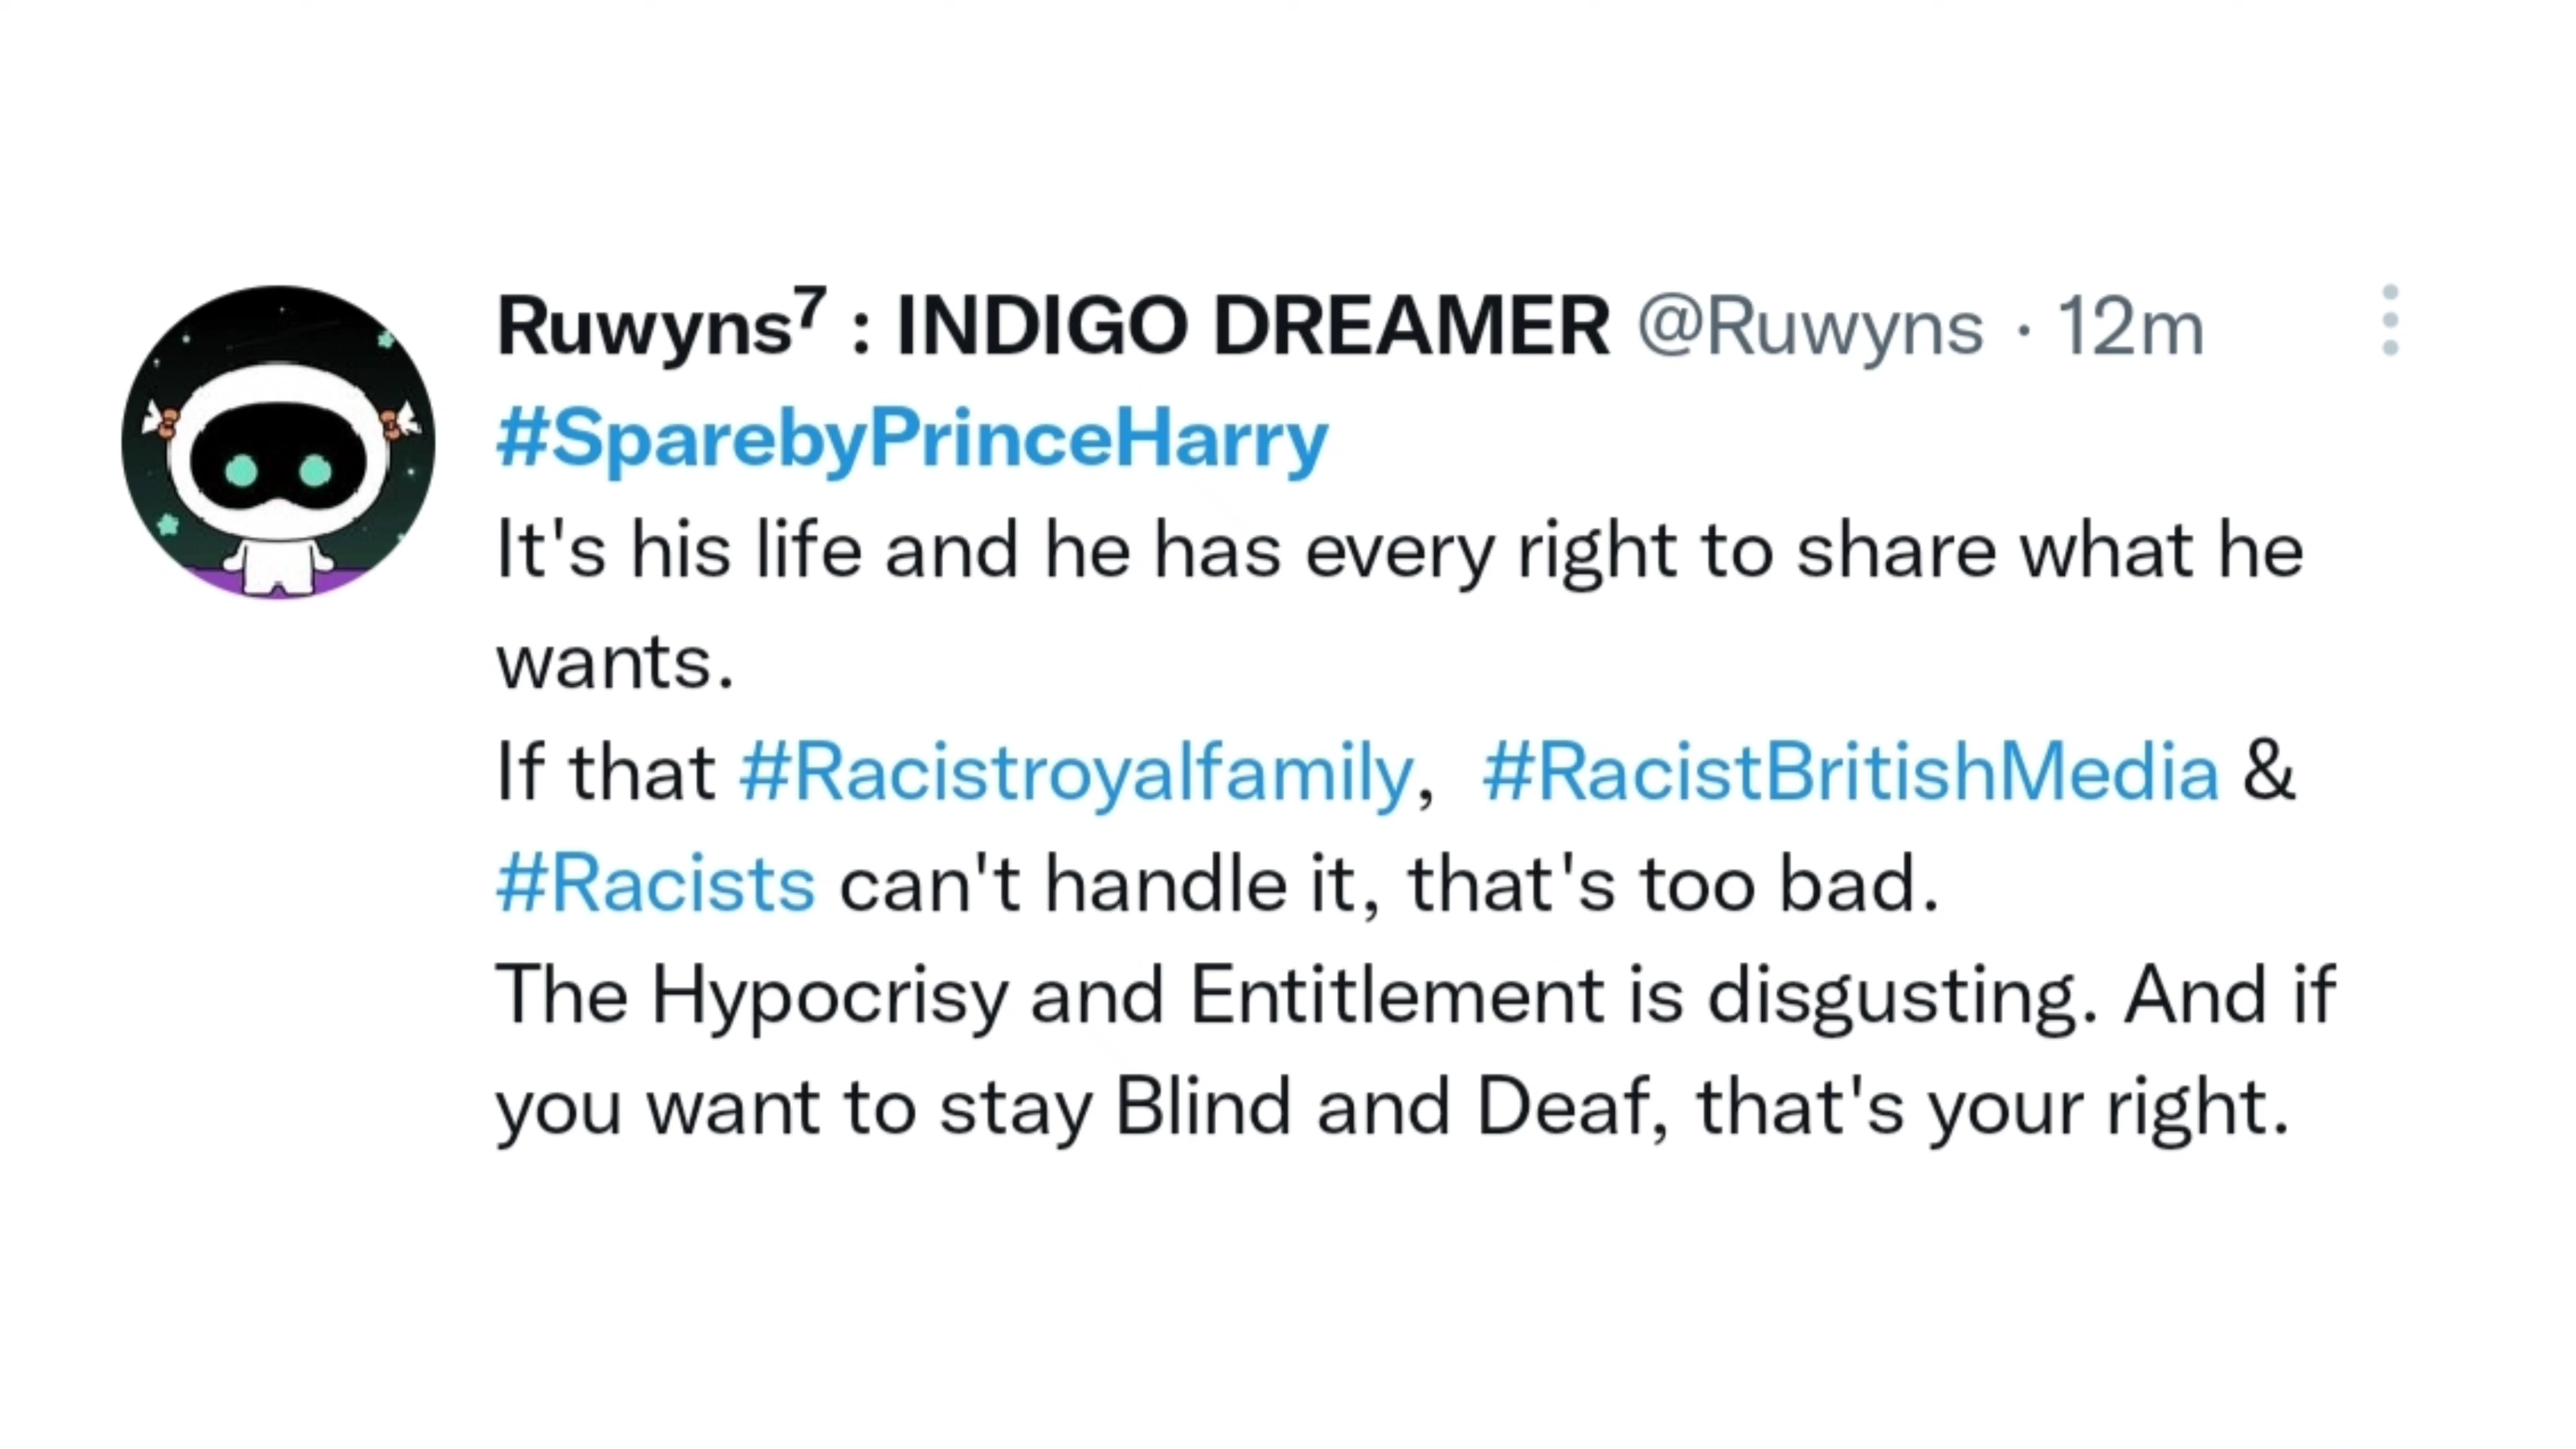 Ruwyns⁷ : INDIGO DREAMER @Ruwyns · 12m
#SparebyPrinceHarry
It's his life and he has every right to share what he
wants.
If that #Racistroyalfamily,  #RacistBritishMedia &
#Racists can't handle it, that's too bad.
The Hypocrisy and Entitlement is disgusting. And if
you want to stay Blind and Deaf, that's your right.